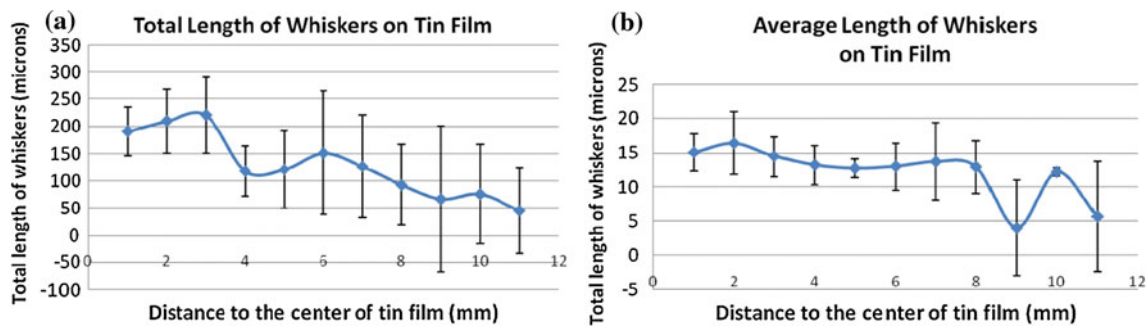 (a)
Total Length of Whiskers on Tin Film
Total length of whiskers (microns)
350
300
250
200
150
100
50
0
-50
-100
0 2 4 6 8 10 12
Distance to the center of tin film (mm)
(b)
Average Length of Whiskers
on Tin Film
Total length of whiskers (microns)
25
20
15
10
5
0
-5
0 2 4 6 8 10 12
Distance to the center of tin film (mm)